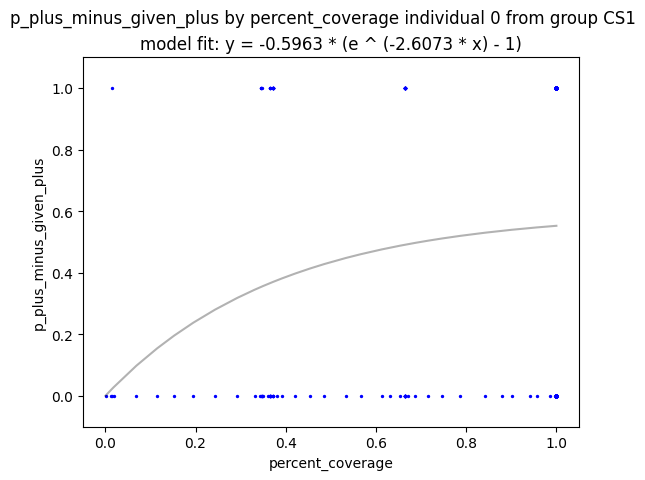 p_plus_minus_given_plus by percent_coverage individual 0 from group CS1
model fit: y = -0.5963 * (e ^ (-2.6073 * x) - 1)
1.0
0.8
0.6
0.4
0.2
0.0
p_plus_minus_given_plus
0.0 0.2 0.4 0.6 0.8 1.0
percent_coverage